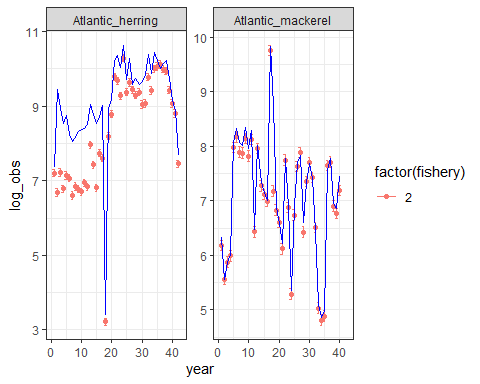 Atlantic_herring
Atlantic_mackerel
11
9
7
5
3
10
9
8
7
6
5
0 10 20 30 40
0 10 20 30 40
log_obs
year
factor(fishery)
2